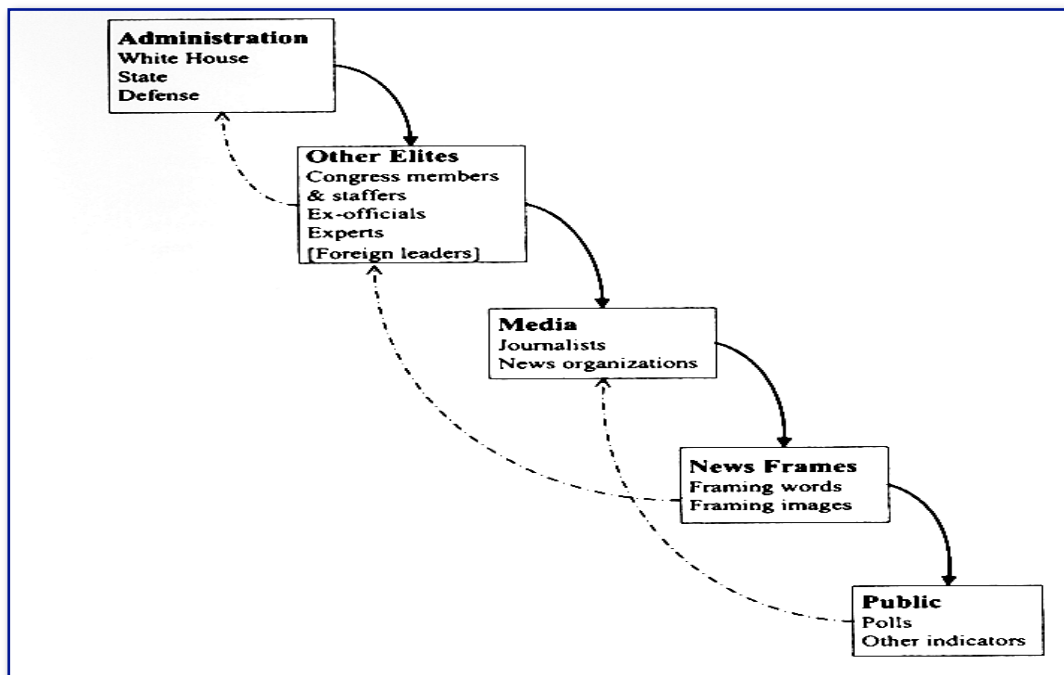 Administration
White House
State
Defense
Other Elites
Congress members
& staffers
Ex-officials
Experts
[Foreign leaders]
Media
Journalists
News organizations
News Frames
Framing words
Framing images
Public
Polls
Other indicators